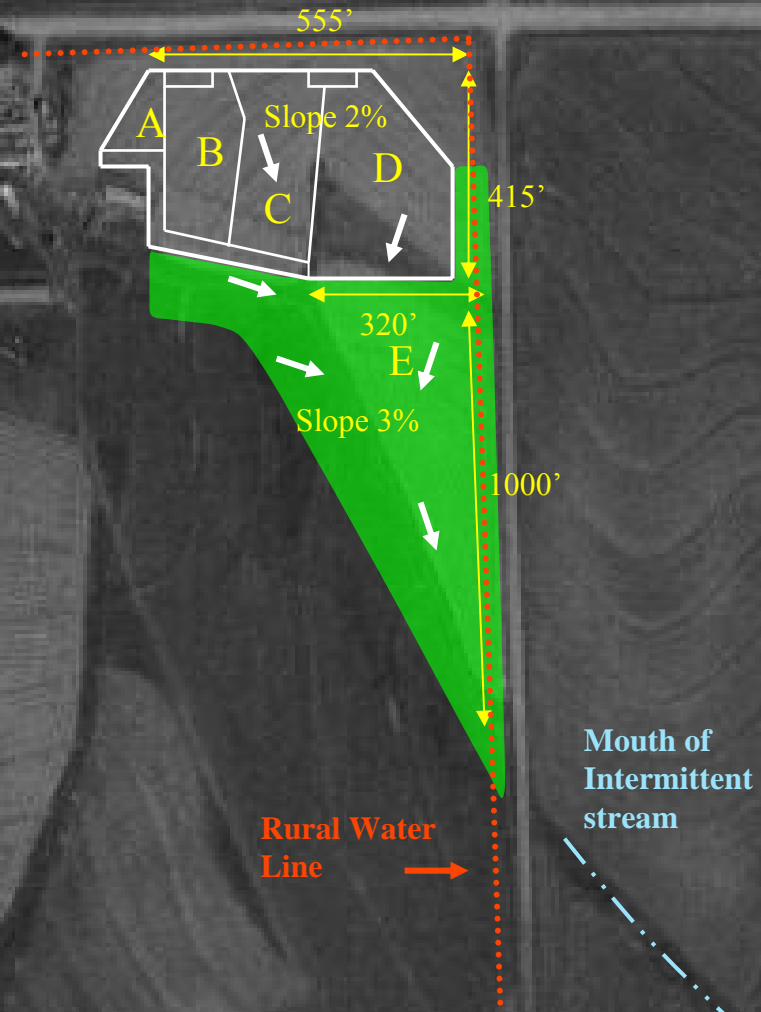 555’
A
Slope 2%
B
D
C
415’
320’
E
Slope 3%
1000’
Mouth of
Intermittent
stream
Rural Water
Line